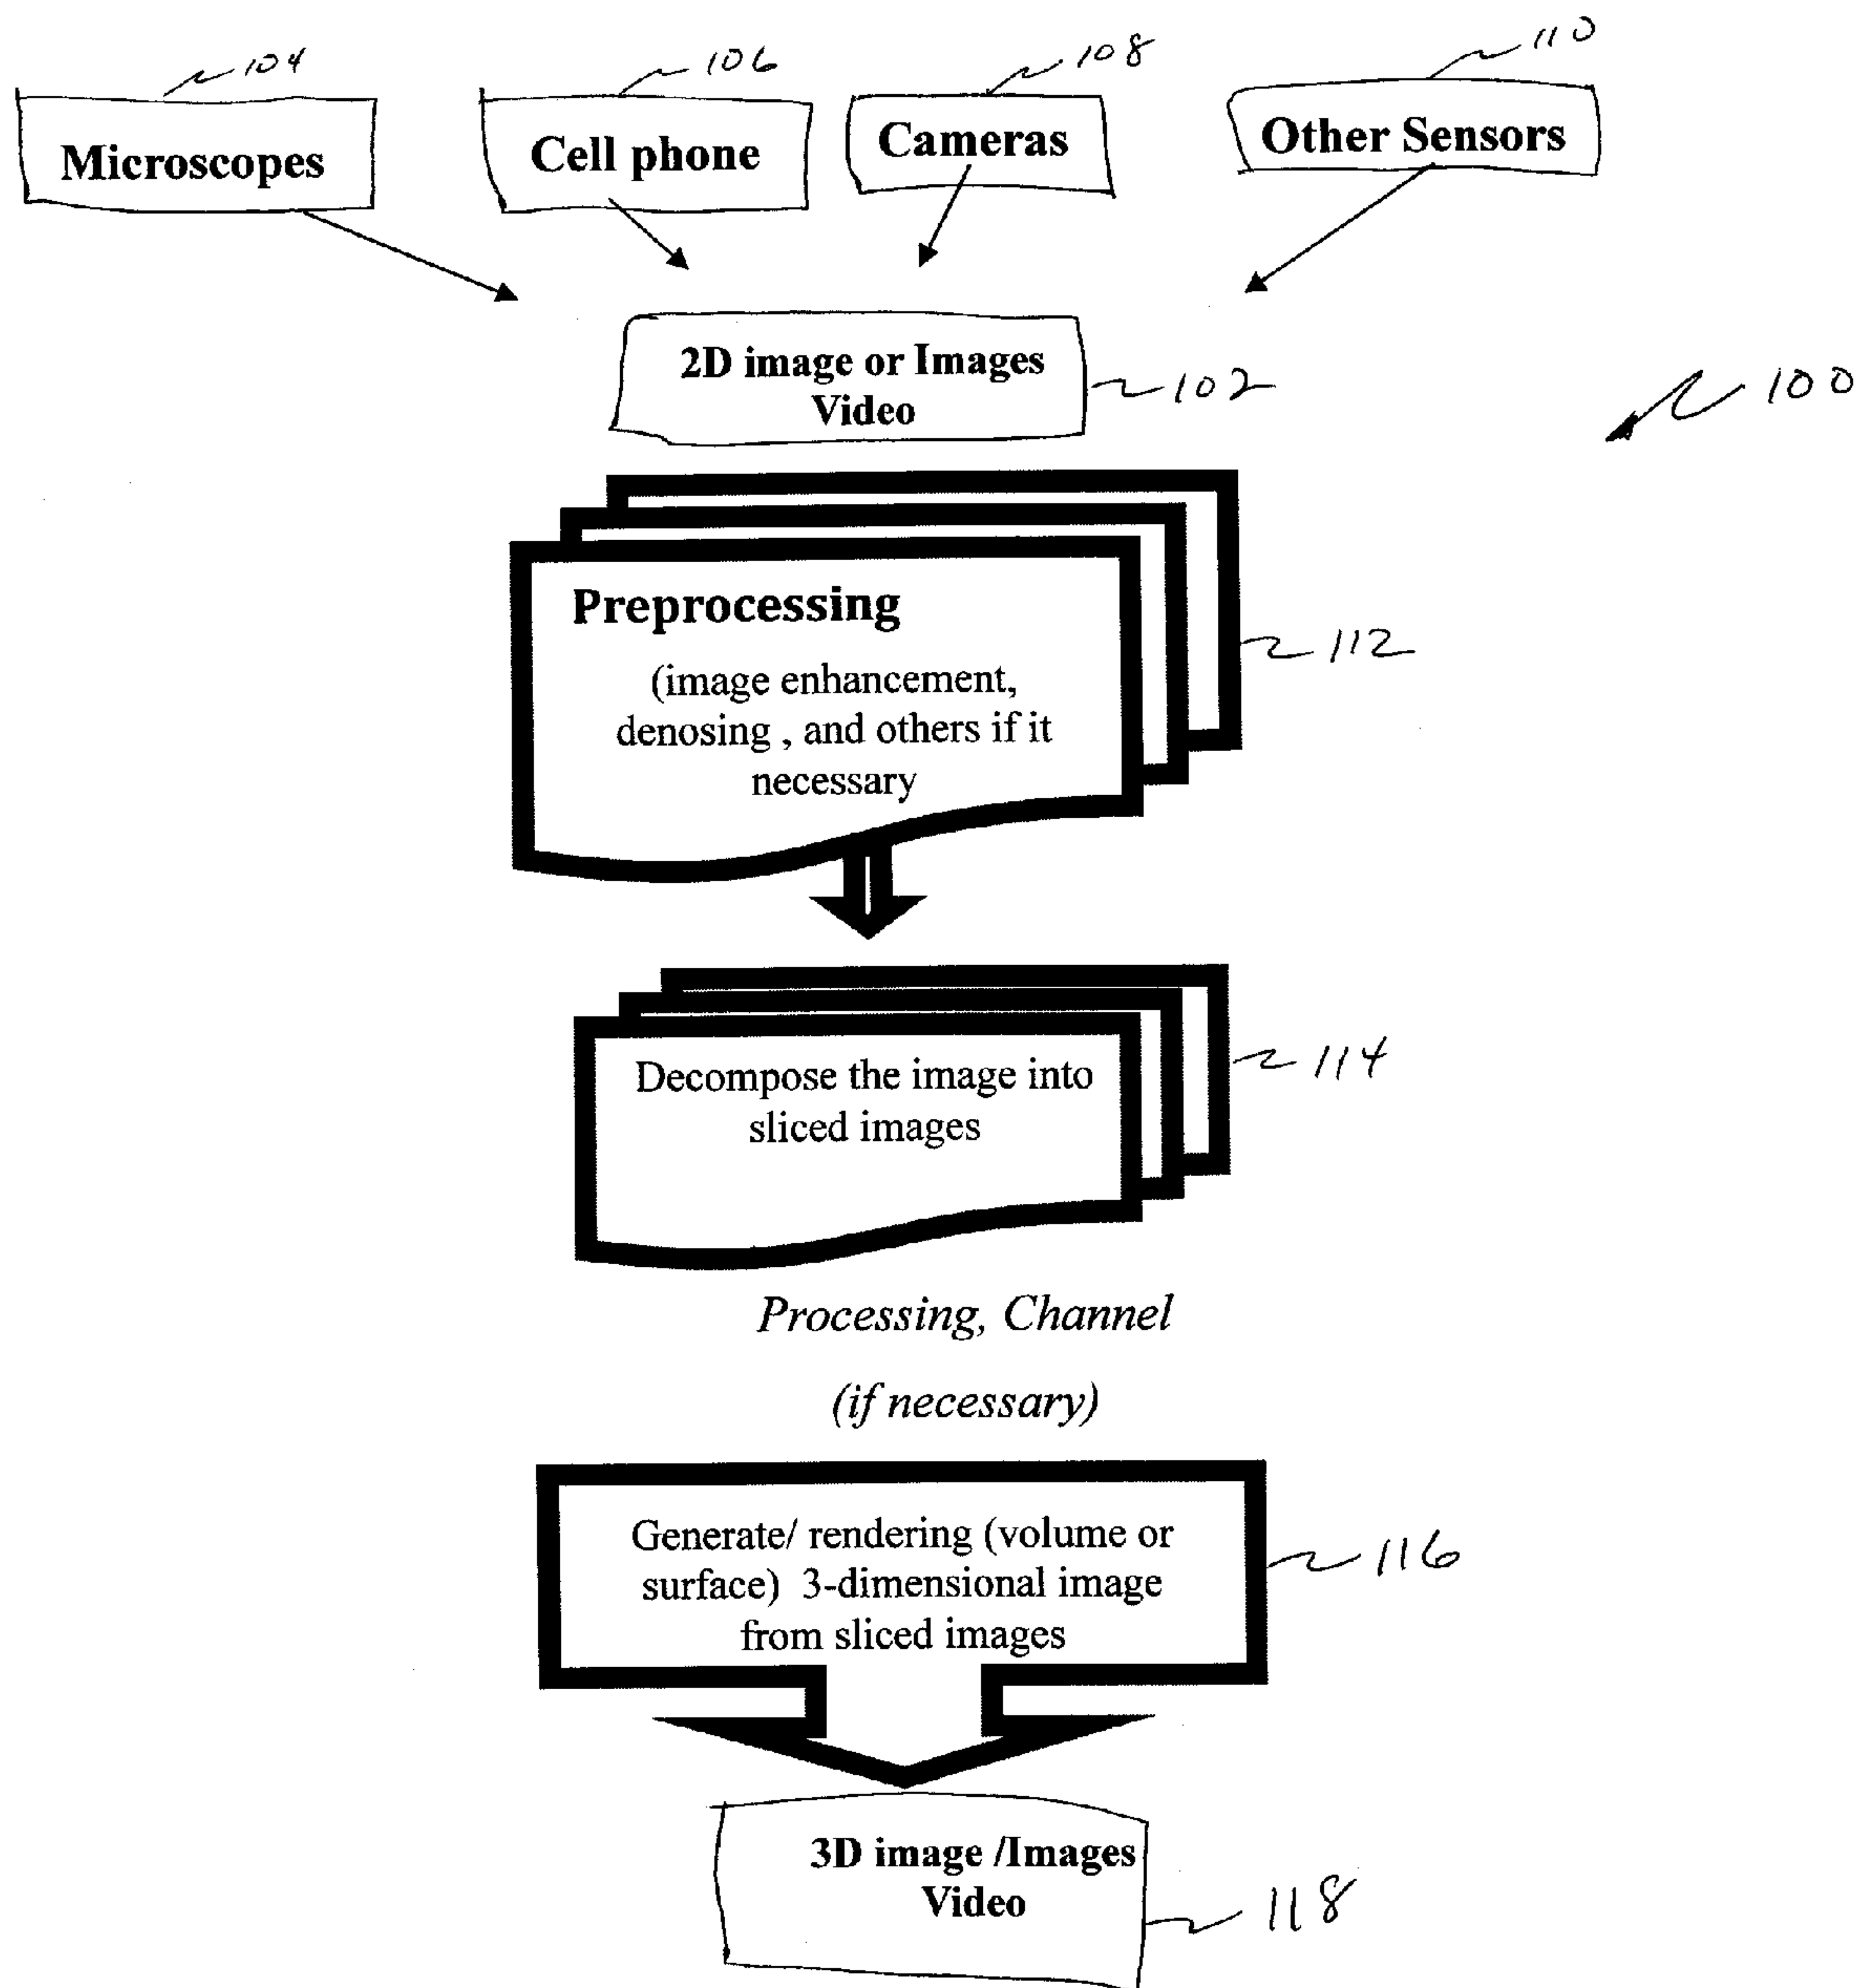 104
106
108
110
Microscopes
Cell phone
Cameras
Other Sensors
2D image or Images
Video
102
100
Preprocessing
(image enhancement,
denosing , and others if it
necessary
112
Decompose the image into
sliced images
114
Processing, Channel
(if necessary)
Generate/ rendering (volume or
surface) 3-dimensional image
from sliced images
116
3D image /Images
Video
118